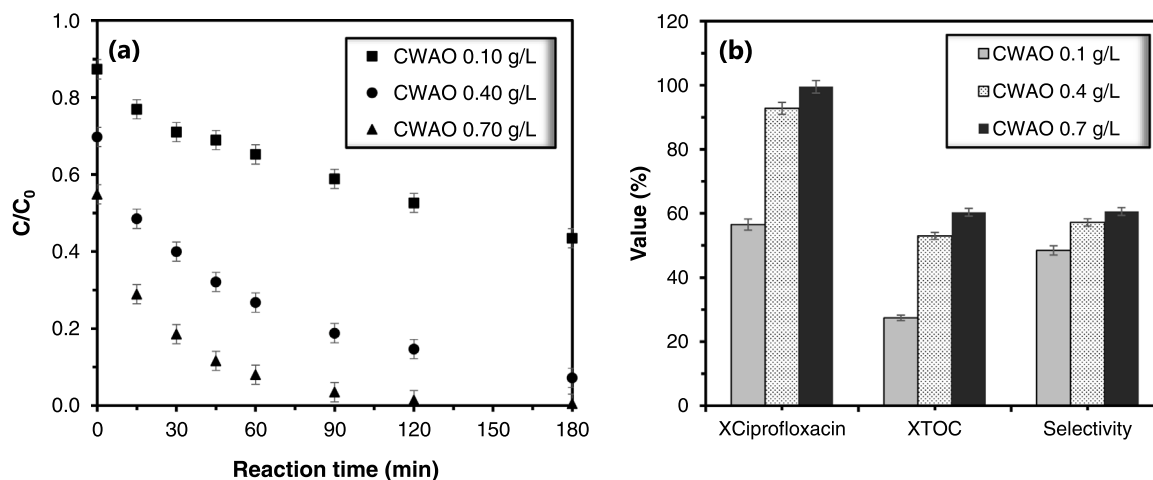 (a)
CWAO 0.10 g/L
CWAO 0.40 g/L
CWAO 0.70 g/L
C/C0
1.0
0.8
0.6
0.4
0.2
0.0
0 30 60 90 120 150 180
Reaction time (min)
(b)
CWAO 0.1 g/L
CWAO 0.4 g/L
CWAO 0.7 g/L
Value (%)
120
100
80
60
40
20
0
XCiprofloxacin XTOC Selectivity